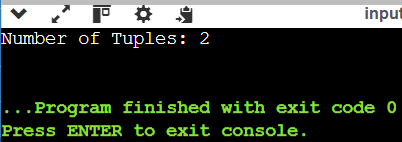 input
Number of Tuples: 2
...Program finished with exit code 0
Press ENTER to exit console.